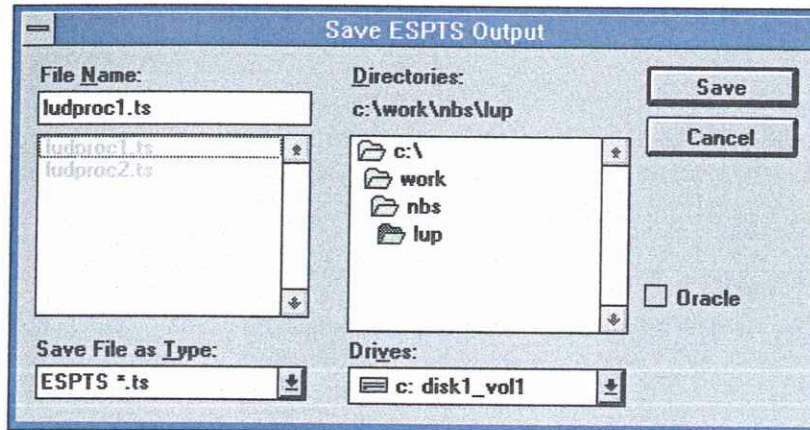 Save ESPTS Output
File Name:
ludproc1.ts
ludproc1.ts
ludproc2.ts
Save File as Type:
ESPTS *.ts
Directories:
c:\work\nbs\lup
c:\
work
nbs
lup
Drives:
c: disk1_vol1
Save
Cancel
Oracle